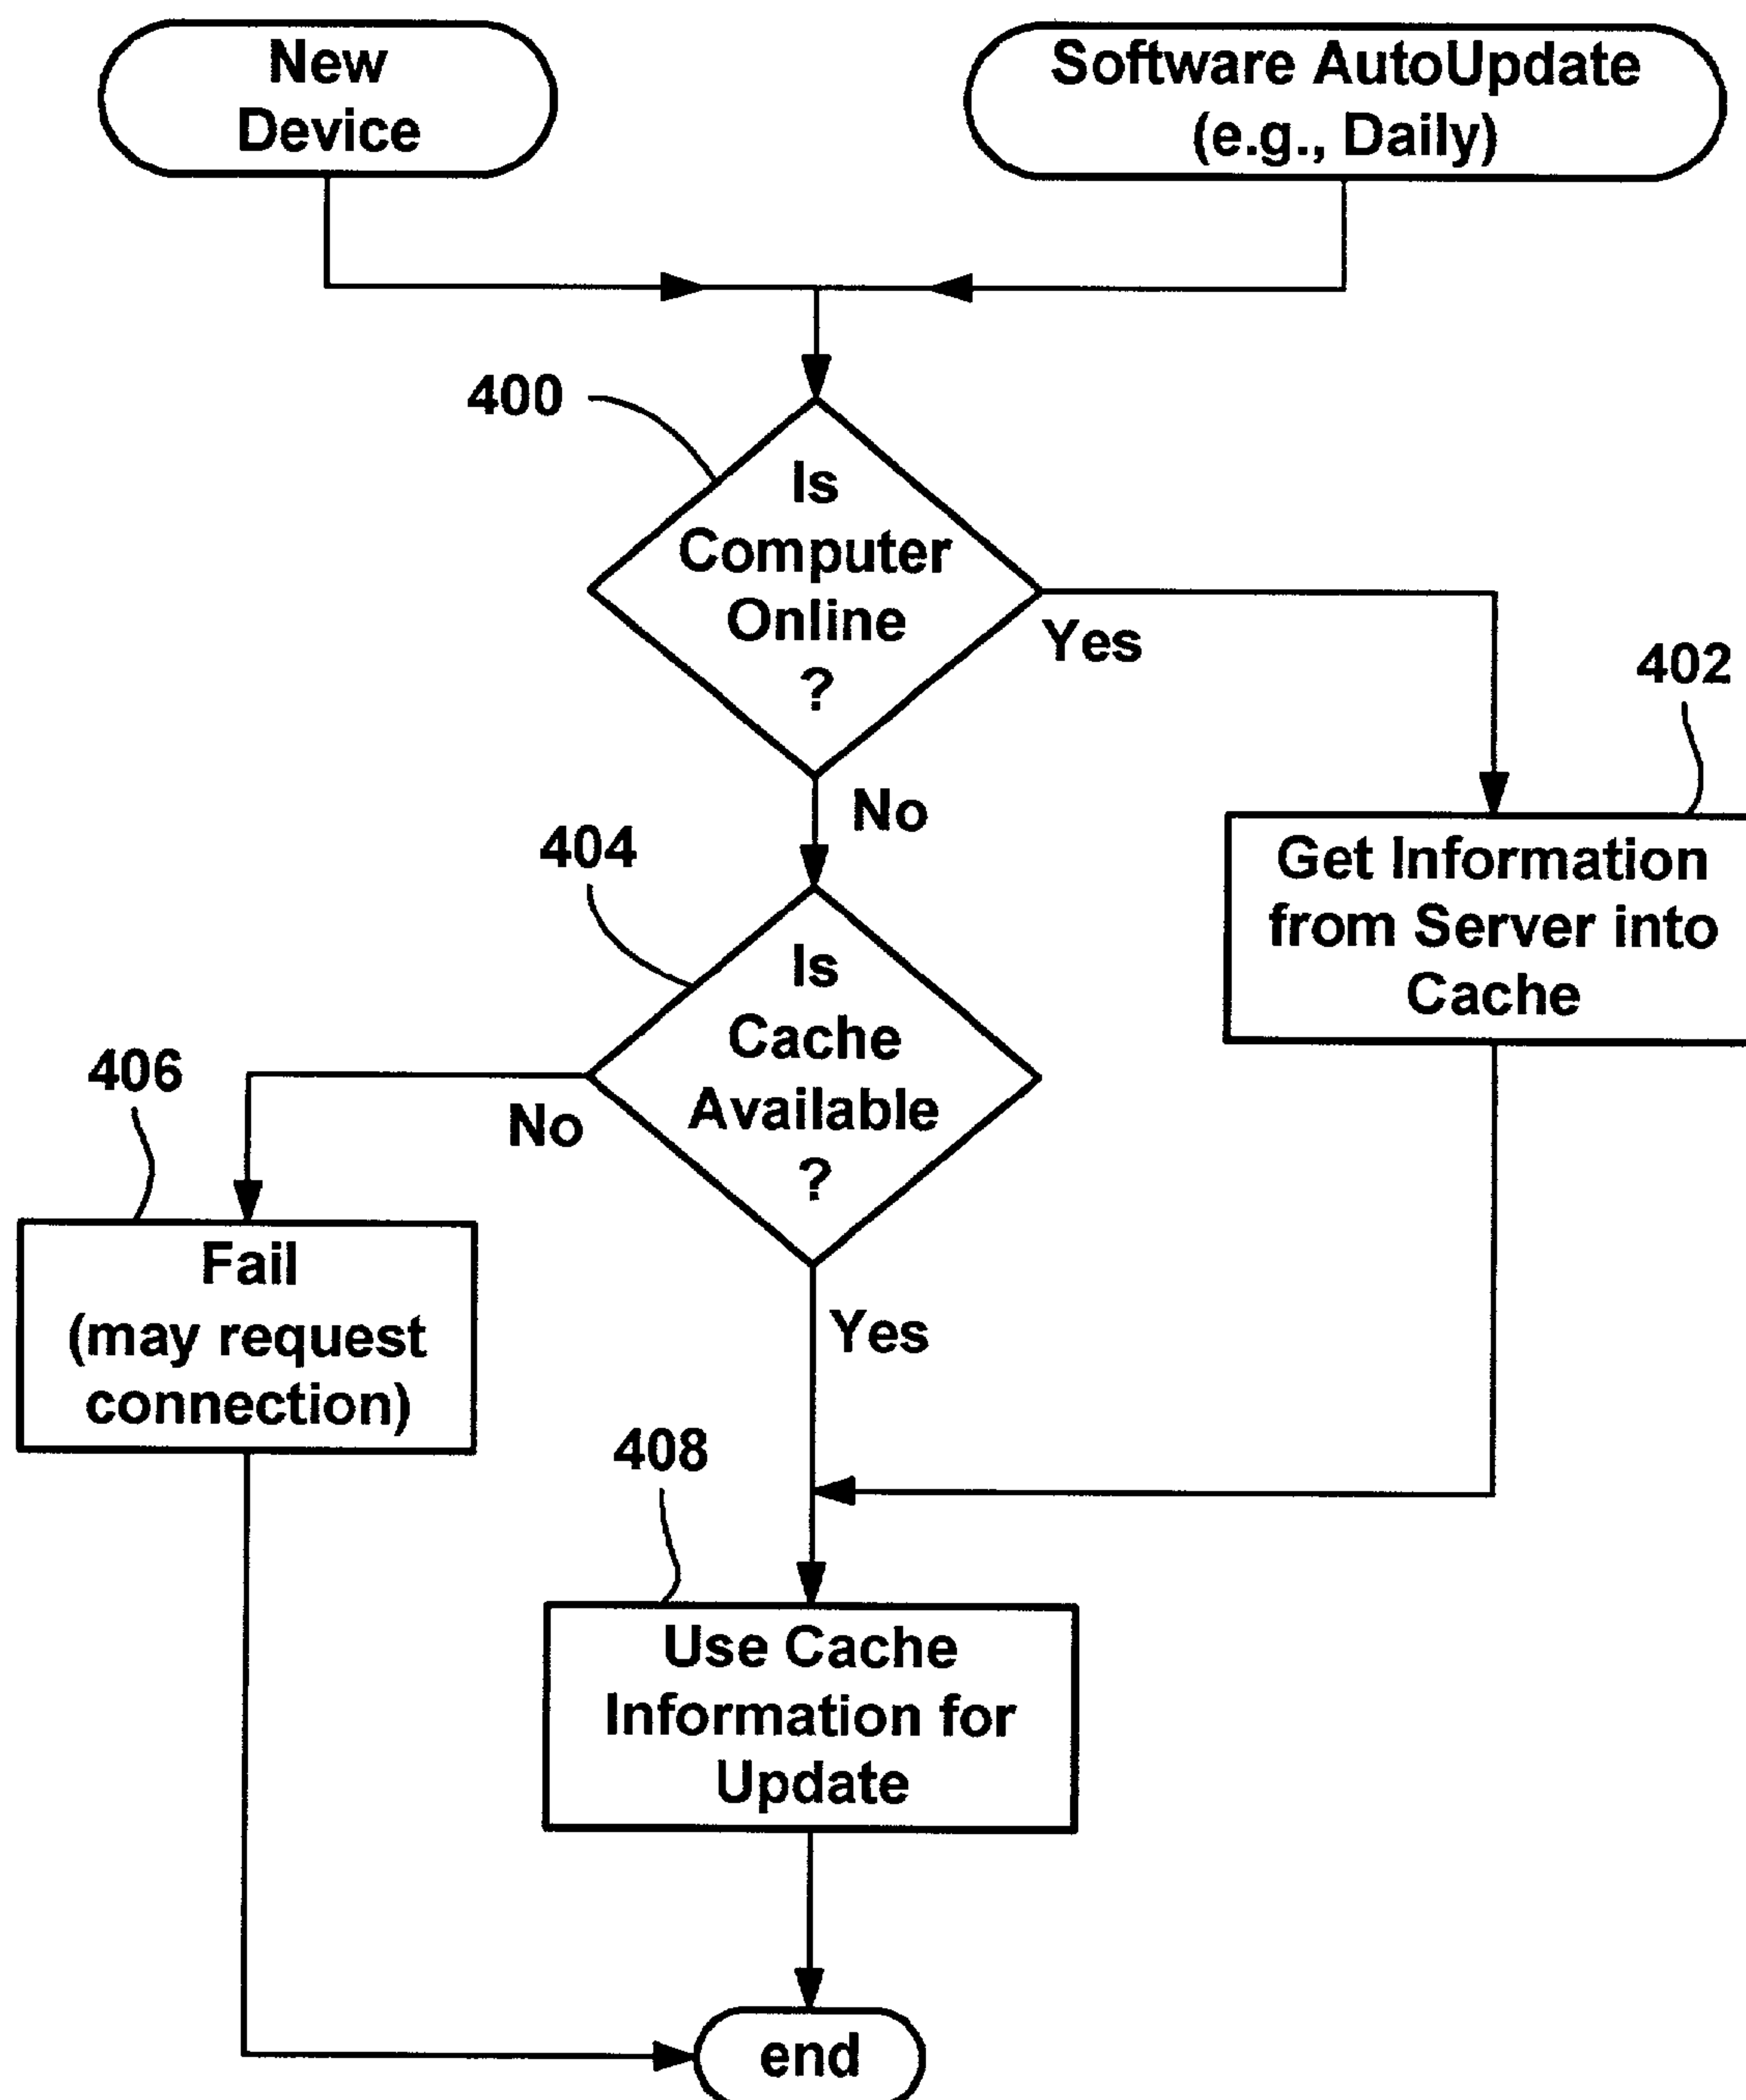 New
Device
Software AutoUpdate
(e.g., Daily)
400
Is
Computer
Online
?
Yes
402
No
404
Get Information
from Server into
Cache
Is
Cache
Available
?
406
No
Fail
(may request
connection)
Yes
408
Use Cache
Information for
Update
end